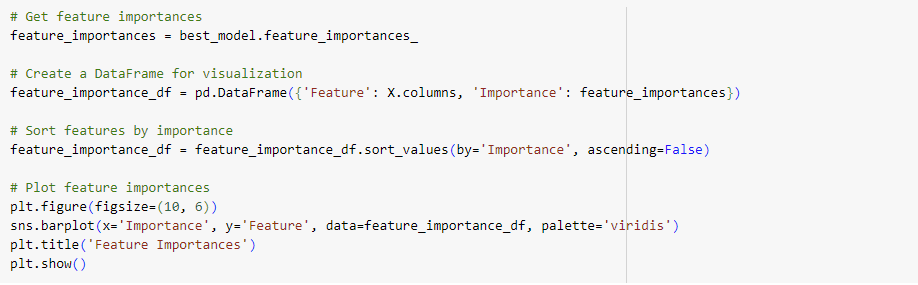 # Get feature importances
feature_importances = best_model.feature_importances_
# Create a DataFrame for visualization
feature_importance_df = pd.DataFrame({'Feature': X.columns, 'Importance': feature_importances})
# Sort features by importance
feature_importance_df = feature_importance_df.sort_values(by='Importance', ascending=False)
# Plot feature importances
plt.figure(figsize=(10, 6))
sns.barplot(x='Importance', y='Feature', data=feature_importance_df, palette='viridis')
plt.title('Feature Importances')
plt.show()